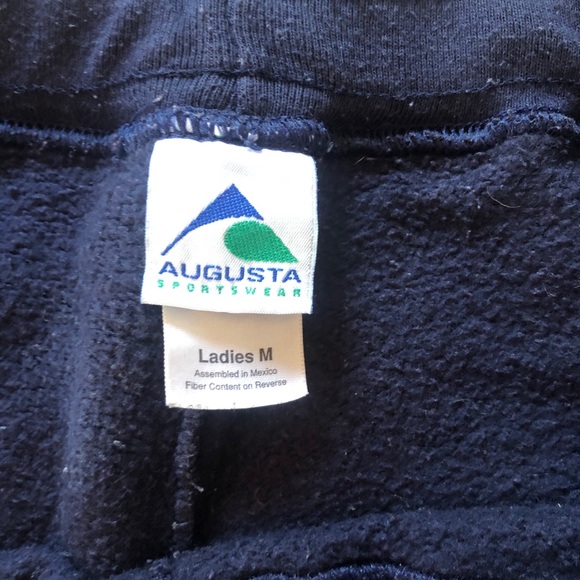 AUGUSTA
SPORTSWEAR
Ladies M
Assembled in Mexico
Fiber Content on Reverse